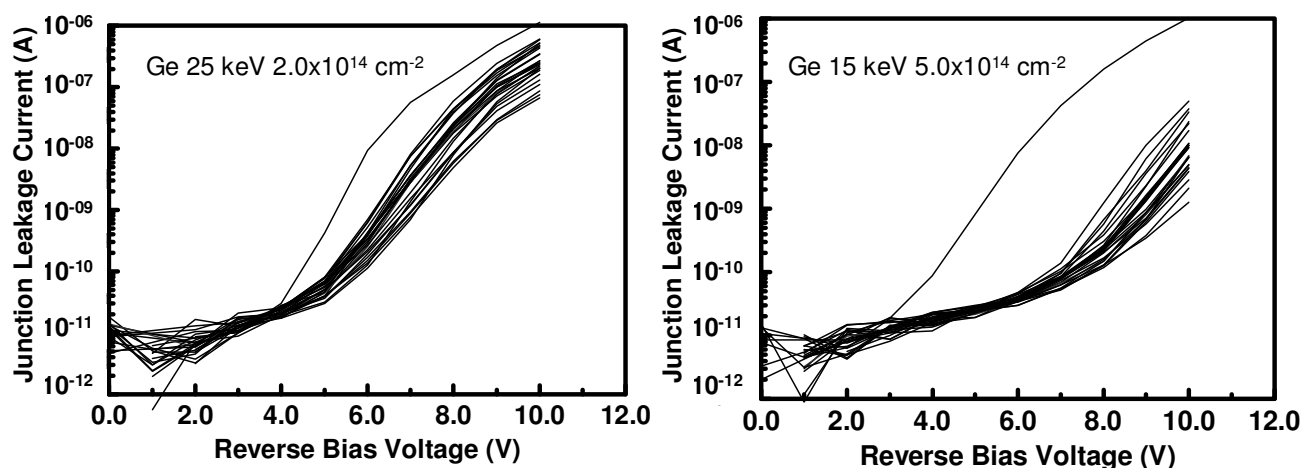 Junction Leakage Current (A)
10⁻⁰⁶
10⁻⁰⁷
10⁻⁰⁸
10⁻⁰⁹
10⁻¹⁰
10⁻¹¹
10⁻¹²
Ge 25 keV 2.0x10¹⁴ cm⁻²
0.0 2.0 4.0 6.0 8.0 10.0 12.0
Reverse Bias Voltage (V)
Junction Leakage Current (A)
10⁻⁰⁶
10⁻⁰⁷
10⁻⁰⁸
10⁻⁰⁹
10⁻¹⁰
10⁻¹¹
10⁻¹²
Ge 15 keV 5.0x10¹⁴ cm⁻²
0.0 2.0 4.0 6.0 8.0 10.0 12.0
Reverse Bias Voltage (V)